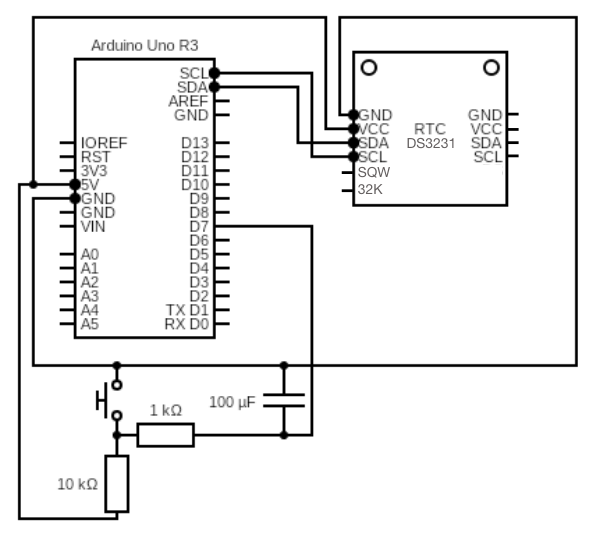 Arduino Uno R3
SCL
SDA
AREF
GND
IOREF
RST
3V3
5V
GND
GND
VIN
A0
A1
A2
A3
A4
A5
D13
D12
D11
D10
D9
D8
D7
D6
D5
D4
D3
D2
TX D1
RX D0
GND
VCC
SDA
SCL
SQW
32K
RTC
DS3231
GND
VCC
SDA
SCL
100 µF
1 kΩ
10 kΩ